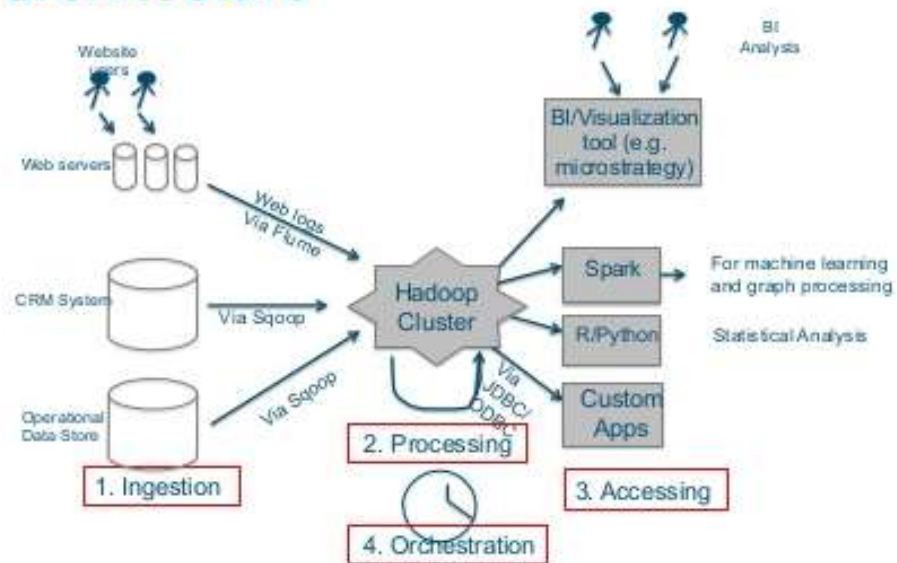 Website
users
BI
Analysts
Web servers
BI/Visualization
tool (e.g.
microstrategy)
Web logs
Via Flume
CRM System
Via Sqoop
Hadoop
Cluster
Spark
For machine learning
and graph processing
R/Python
Statistical Analysis
Operational
Data Store
Via Sqoop
Via
JDBC/
ODBC
Custom
Apps
1. Ingestion
2. Processing
3. Accessing
4. Orchestration